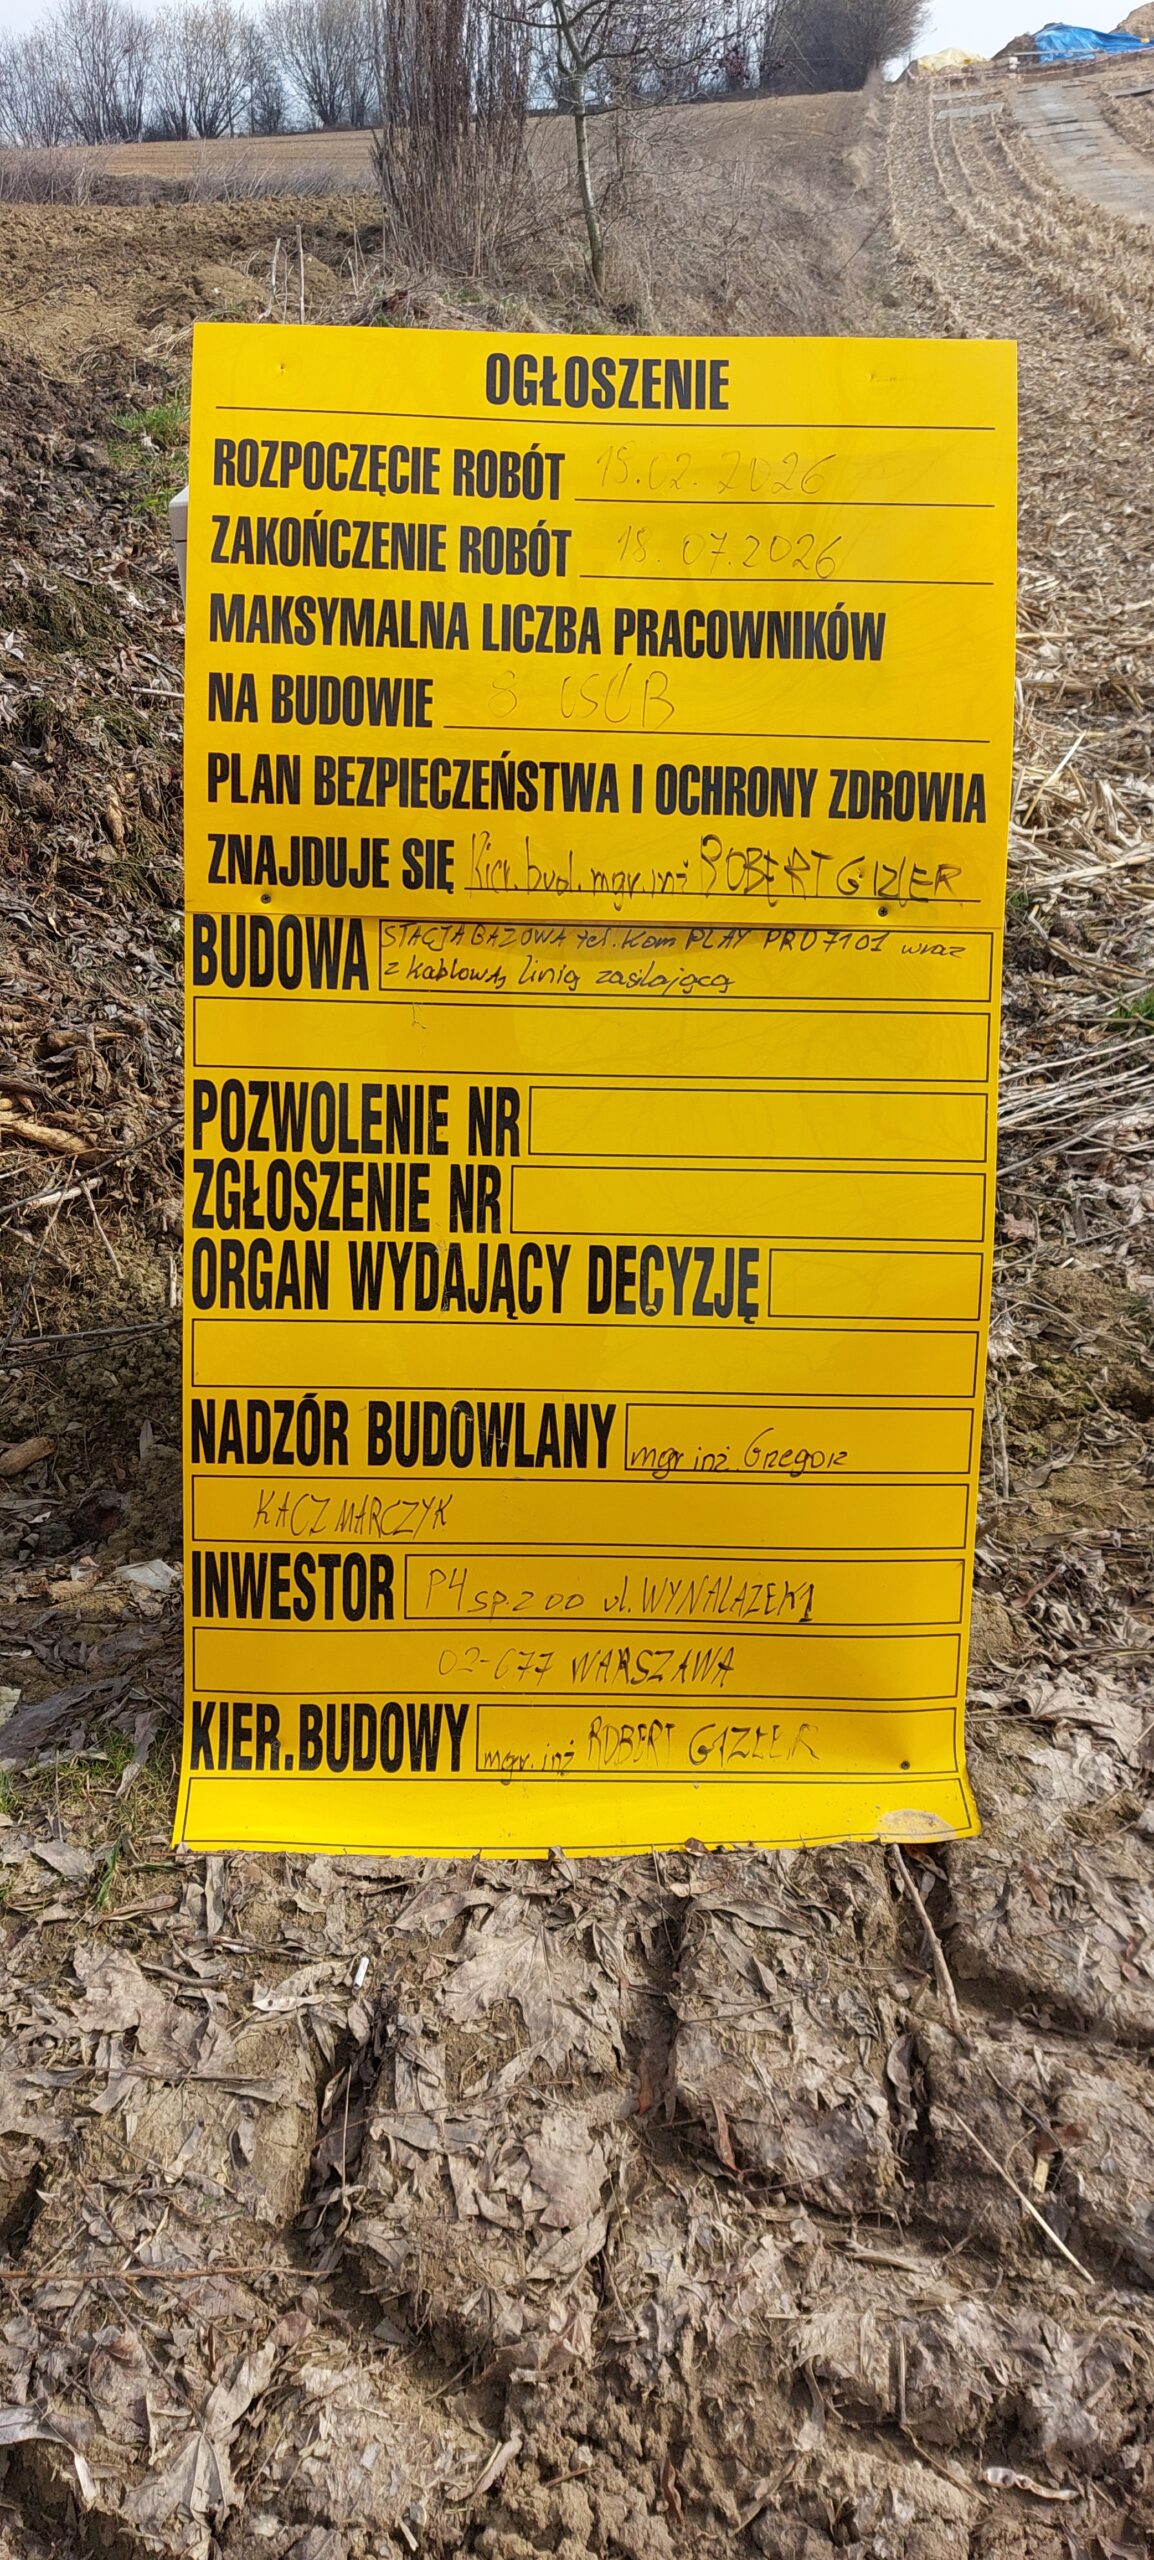 OGŁOSZENIE
ROZPOCZĘCIE ROBÓT 19.02.2026
ZAKOŃCZENIE ROBÓT 18.07.2026
MAKSYMALNA LICZBA PRACOWNIKÓW
NA BUDOWIE 8 OSÓB
PLAN BEZPIECZEŃSTWA I OCHRONY ZDROWIA
ZNAJDUJE SIĘ Kier. bud. mgr. inż ROBERT GIZLER
BUDOWA STACJA BAZOWA tel. kom PLAY PRO7101 wraz
z kablową linią zasilającą
POZWOLENIE NR
ZGŁOSZENIE NR
ORGAN WYDAJĄCY DECYZJĘ
NADZÓR BUDOWLANY mgr inż. Grzegorz
KACZMARCZYK
INWESTOR P4 SP. Z OO ul. WYNALAZEK 1
02-677 WARSZAWA
KIER.BUDOWY mgr. inż ROBERT GIZLER